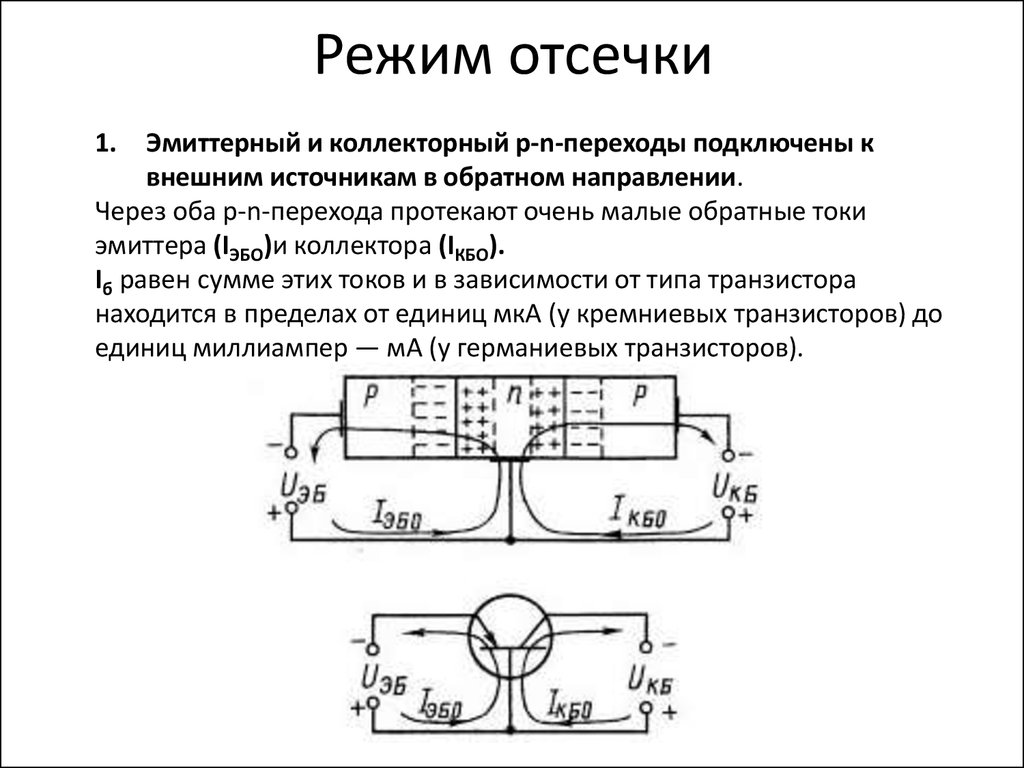 Режим отсечки
1. Эмиттерный и коллекторный p-n-переходы подключены к
внешним источникам в обратном направлении.
Через оба p-n-перехода протекают очень малые обратные токи
эмиттера (IЭБО)и коллектора (IКБО).
Iб равен сумме этих токов и в зависимости от типа транзистора
находится в пределах от единиц мкА (у кремниевых транзисторов) до
единиц миллиампер — мА (у германиевых транзисторов).
P n P
− −
UЭБ UКБ
+ IЭБО IКБО +
− −
UЭБ UКБ
+ IЭБО IКБО +